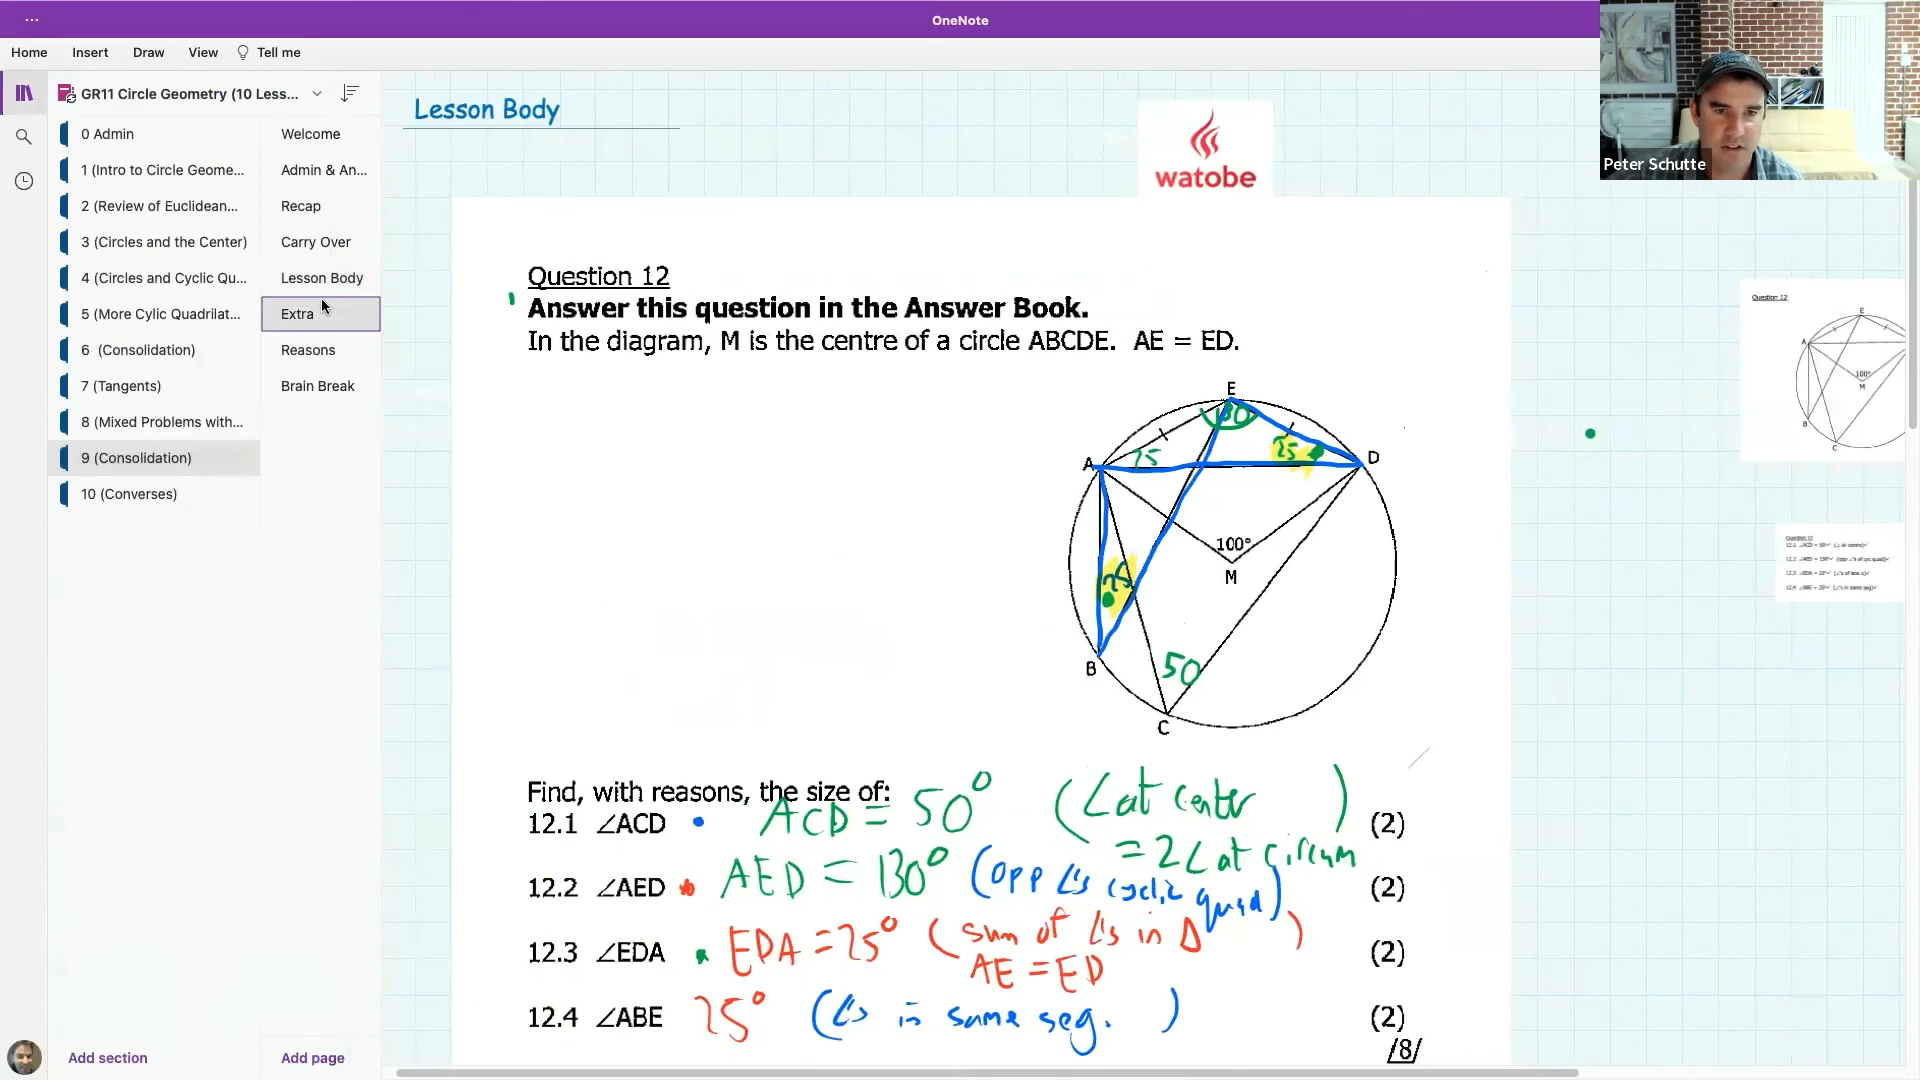 OneNote
Home Insert Draw View Tell me
GR11 Circle Geometry (10 Less...
0 Admin
1 (Intro to Circle Geome...
2 (Review of Euclidean...
3 (Circles and the Center)
4 (Circles and Cyclic Qu...
5 (More Cylic Quadrilat...
6 (Consolidation)
7 (Tangents)
8 (Mixed Problems with...
9 (Consolidation)
10 (Converses)
Add section
Welcome
Admin & An...
Recap
Carry Over
Lesson Body
Extra
Reasons
Brain Break
Add page
Lesson Body
watobe
Peter Schutte
Question 12
Answer this question in the Answer Book.
In the diagram, M is the centre of a circle ABCDE. AE = ED.
E
130
A 25 25 D
100°
M
25
B
50
C
Find, with reasons, the size of:
12.1 ∠ACD ACD = 50° (∠ at center = 2∠ at circum) (2)
12.2 ∠AED AED = 130° (opp ∠'s cyclic quad) (2)
12.3 ∠EDA EDA = 25° (sum of ∠'s in Δ AE = ED) (2)
12.4 ∠ABE 25° (∠s in same seg.) (2)
/8/
Question 12
E
A
100°
M
B
C